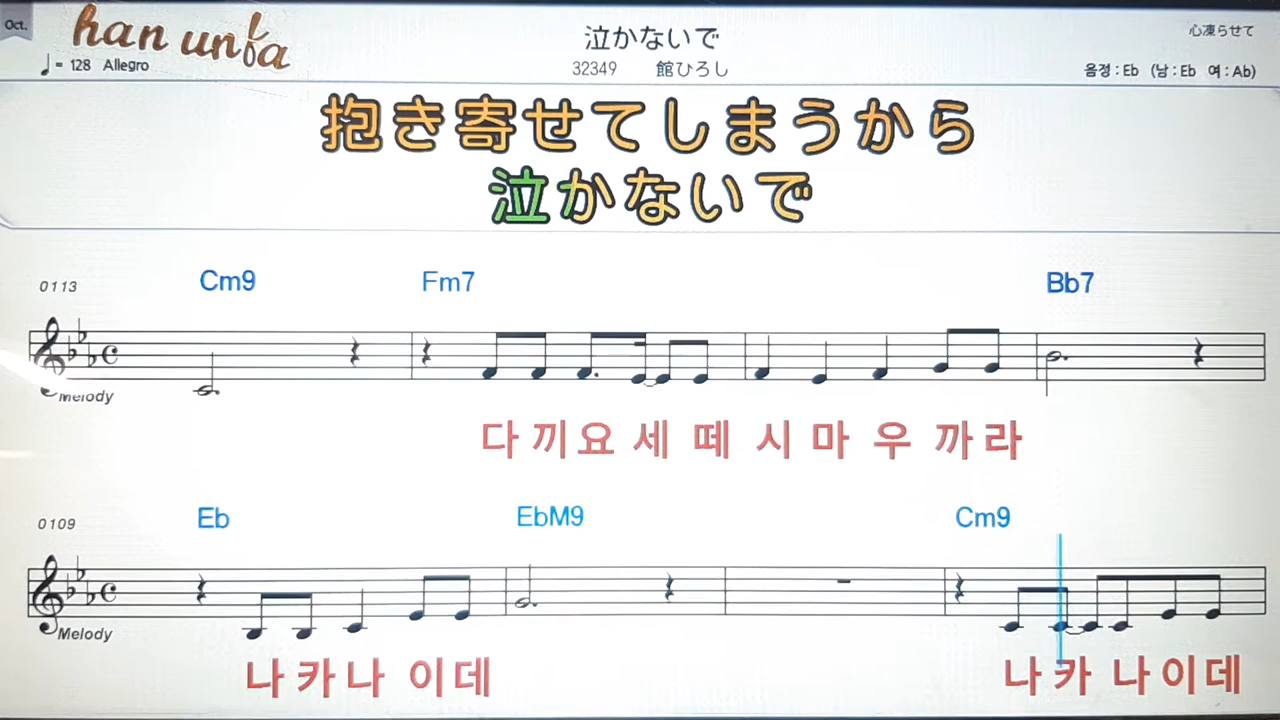 Oct.
han unfa
♩= 128 Allegro
泣かないで
32349 館ひろし
心凍らせて
음정 : Eb (남 : Eb 여 : Ab)
抱き寄せてしまうから
泣かないで
0113
Cm9 Fm7 Bb7
Melody
다 끼 요 세 떼 시 마 우 까 라
0109
Eb EbM9 Cm9
Melody
나 카 나 이 데 나 카 나 이 데